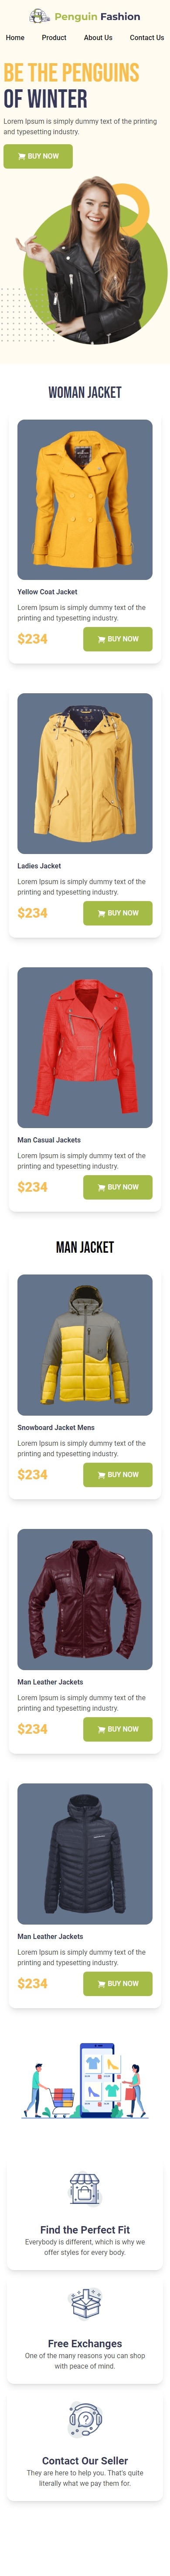 Penguin Fashion
Home Product About Us Contact Us
BE THE PENGUINS
OF WINTER
Lorem Ipsum is simply dummy text of the printing
and typesetting industry.
BUY NOW
WOMAN JACKET
Yellow Coat Jacket
Lorem Ipsum is simply dummy text of the
printing and typesetting industry.
$234 BUY NOW
Ladies Jacket
Lorem Ipsum is simply dummy text of the
printing and typesetting industry.
$234 BUY NOW
Man Casual Jackets
Lorem Ipsum is simply dummy text of the
printing and typesetting industry.
$234 BUY NOW
MAN JACKET
Snowboard Jacket Mens
Lorem Ipsum is simply dummy text of the
printing and typesetting industry.
$234 BUY NOW
Man Leather Jackets
Lorem Ipsum is simply dummy text of the
printing and typesetting industry.
$234 BUY NOW
Man Leather Jackets
Lorem Ipsum is simply dummy text of the
printing and typesetting industry.
$234 BUY NOW
Find the Perfect Fit
Everybody is different, which is why we
offer styles for every body.
Free Exchanges
One of the many reasons you can shop
with peace of mind.
Contact Our Seller
They are here to help you. That's quite
literally what we pay them for.